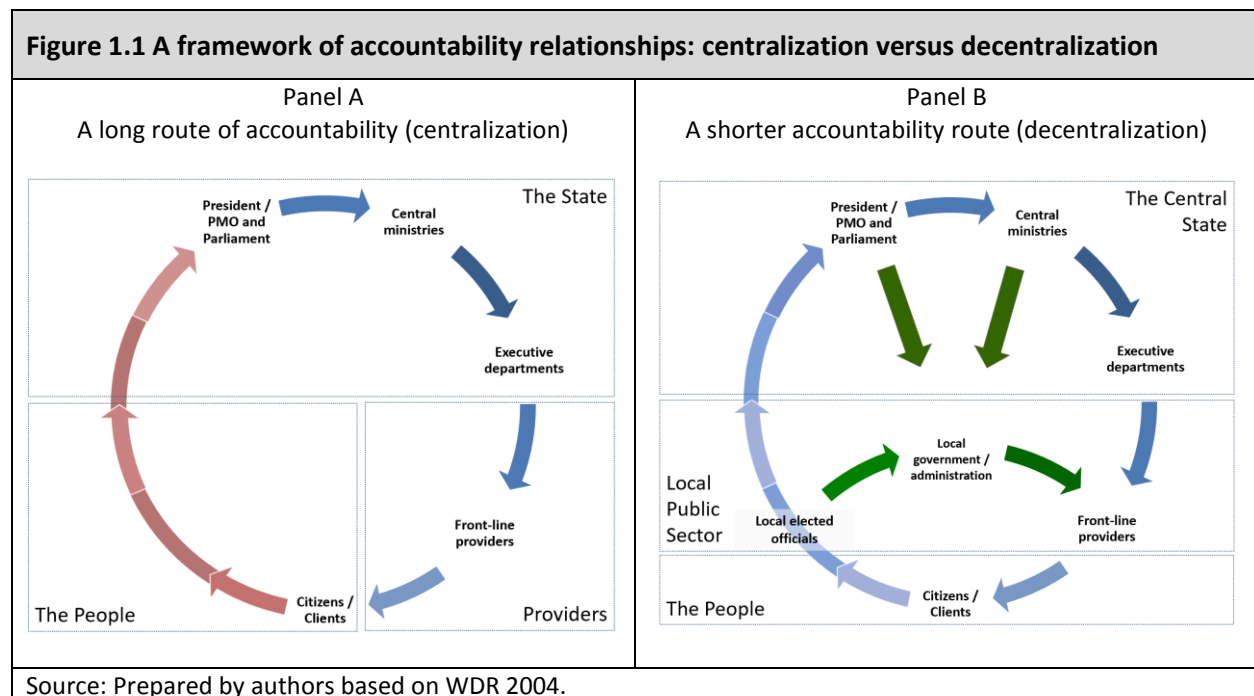 Figure 1.1 A framework of accountability relationships: centralization versus decentralization
Panel A
A long route of accountability (centralization)
The State
President /
PMO and
Parliament
Central
ministries
Executive
departments
Front-line
providers
Citizens /
Clients
The People
Providers
Panel B
A shorter accountability route (decentralization)
The Central
State
President /
PMO and
Parliament
Central
ministries
Executive
departments
Local
government /
administration
Local
Public
Sector
Local elected
officials
Front-line
providers
Citizens /
Clients
The People
Source: Prepared by authors based on WDR 2004.